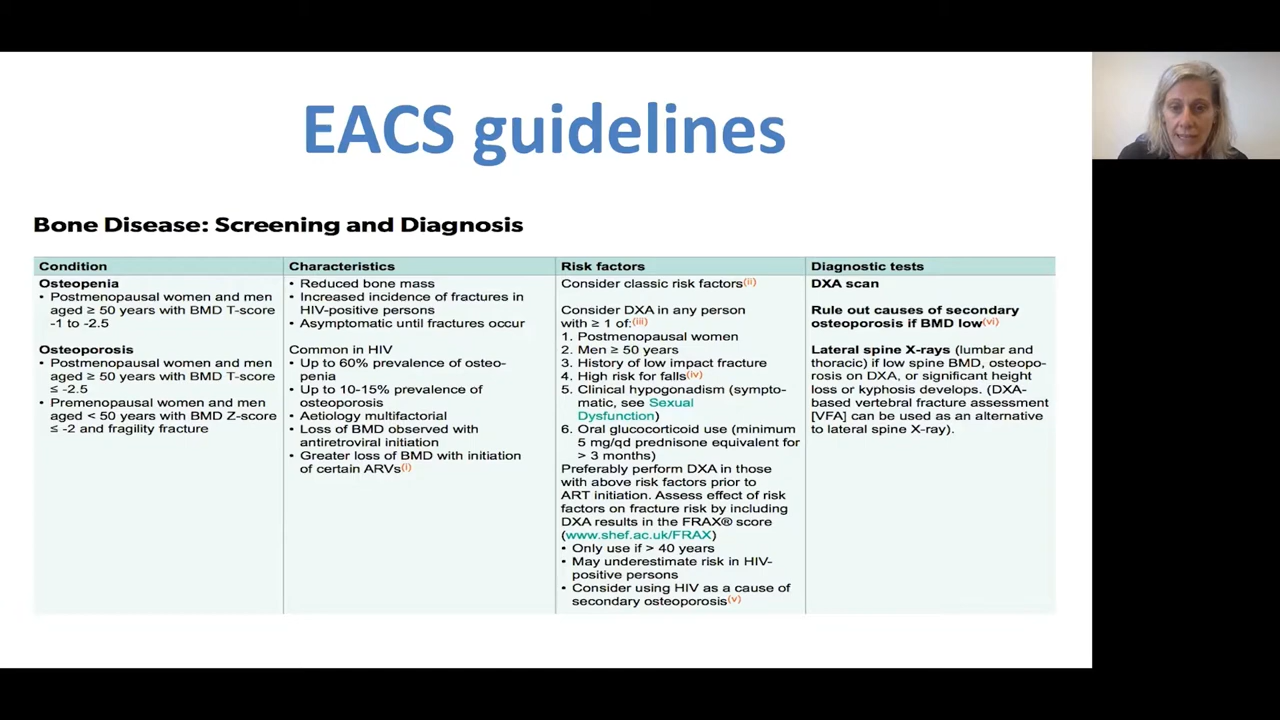 EACS guidelines
Bone Disease: Screening and Diagnosis
Condition
Osteopenia
• Postmenopausal women and men
aged ≥ 50 years with BMD T-score
-1 to -2.5
Osteoporosis
• Postmenopausal women and men
aged ≥ 50 years with BMD T-score
≤ -2.5
• Premenopausal women and men
aged < 50 years with BMD Z-score
≤ -2 and fragility fracture
Characteristics
• Reduced bone mass
• Increased incidence of fractures in
HIV-positive persons
• Asymptomatic until fractures occur
Common in HIV
• Up to 60% prevalence of osteo-
penia
• Up to 10-15% prevalence of
osteoporosis
• Aetiology multifactorial
• Loss of BMD observed with
antiretroviral initiation
• Greater loss of BMD with initiation
of certain ARVs(i)
Risk factors
Consider classic risk factors(ii)
Consider DXA in any person
with ≥ 1 of:(iii)
1. Postmenopausal women
2. Men ≥ 50 years
3. History of low impact fracture
4. High risk for falls(iv)
5. Clinical hypogonadism (sympto-
matic, see Sexual
Dysfunction)
6. Oral glucocorticoid use (minimum
5 mg/qd prednisone equivalent for
> 3 months)
Preferably perform DXA in those
with above risk factors prior to
ART initiation. Assess effect of risk
factors on fracture risk by including
DXA results in the FRAX® score
(www.shef.ac.uk/FRAX)
• Only use if > 40 years
• May underestimate risk in HIV-
positive persons
• Consider using HIV as a cause of
secondary osteoporosis(v)
Diagnostic tests
DXA scan
Rule out causes of secondary
osteoporosis if BMD low(vi)
Lateral spine X-rays (lumbar and
thoracic) if low spine BMD, osteopo-
rosis on DXA, or significant height
loss or kyphosis develops. (DXA-
based vertebral fracture assessment
[VFA] can be used as an alternative
to lateral spine X-ray).